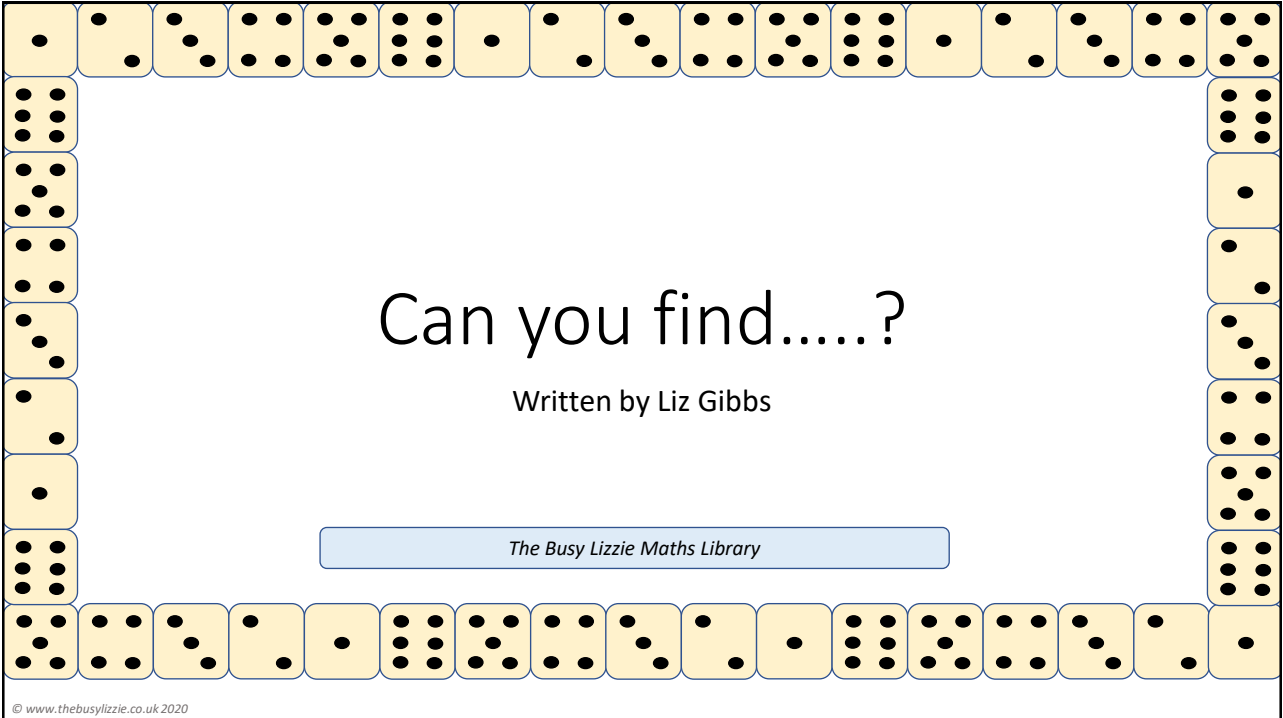 Can you find…..?
Written by Liz Gibbs
The Busy Lizzie Maths Library
© www.thebusylizzie.co.uk 2020